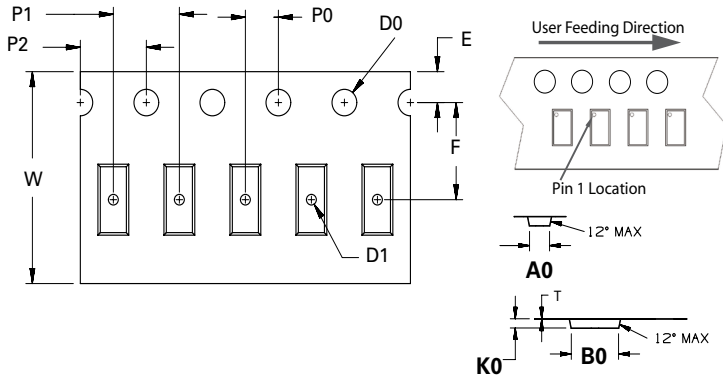 P1
P0
D0
P2
E
W
F
D1
User Feeding Direction
Pin 1 Location
12° MAX
A0
T
12° MAX
K0
B0